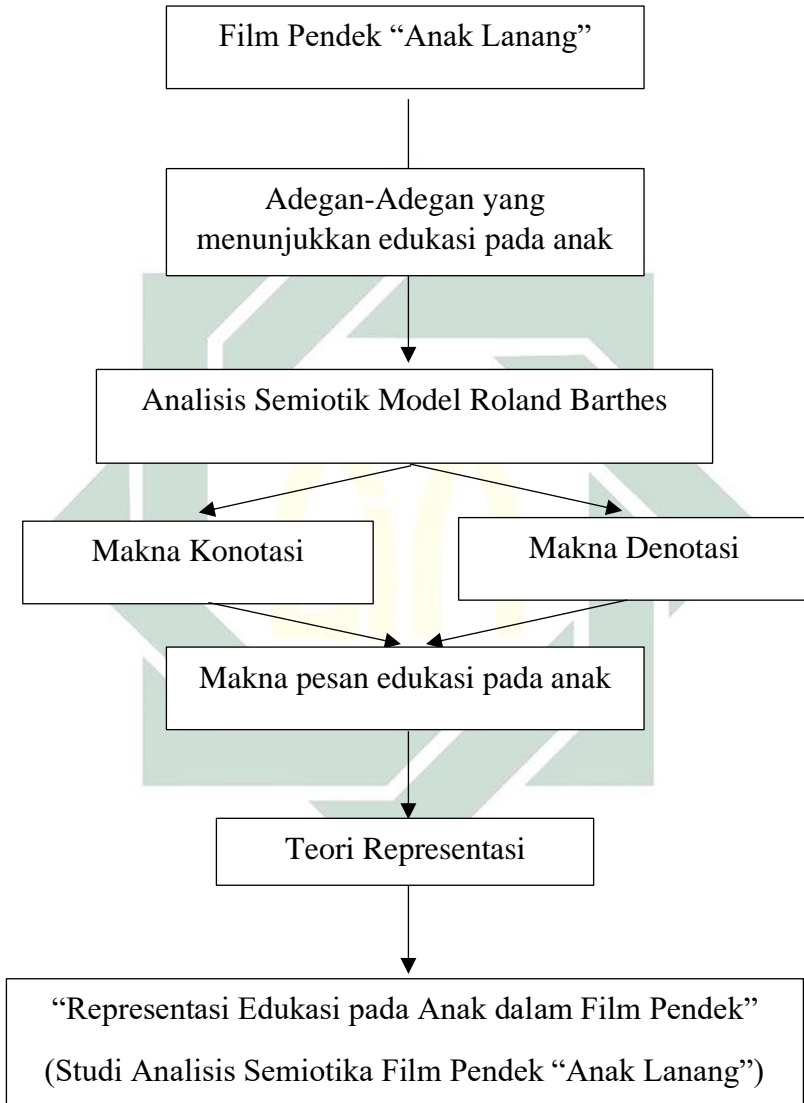 Film Pendek “Anak Lanang”
Adegan-Adegan yang
menunjukkan edukasi pada anak
Analisis Semiotik Model Roland Barthes
Makna Konotasi
Makna Denotasi
Makna pesan edukasi pada anak
Teori Representasi
“Representasi Edukasi pada Anak dalam Film Pendek”
(Studi Analisis Semiotika Film Pendek “Anak Lanang”)